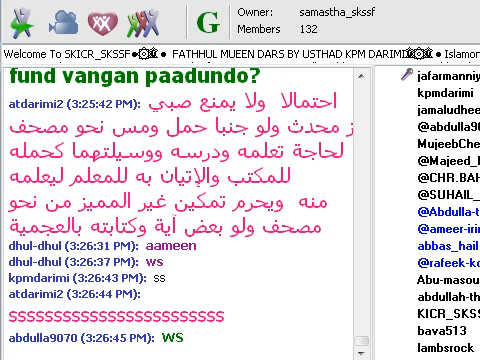 G
Owner: samastha_skssf
Members 132
Welcome To SKICR_SKSSF FATHHUL MUEEN DARS BY USTHAD KPM DARIMI Islamor
fund vangan paadundo?
atdarimi2 (3:25:42 PM): احتمالا ولا يمنع صبي
ز محدث ولو جنبا حمل ومس نحو مصحف
لحاجة تعلمه ودرسه ووسيلتهما كحمله
للمكتب والإتيان به للمعلم ليعلمه
منه ويحرم تمكين غير المميز من نحو
مصحف ولو بعض آية وكتابته بالعجمية
dhul-dhul (3:26:31 PM): aameen
dhul-dhul (3:26:37 PM): ws
kpmdarimi (3:26:43 PM): ss
atdarimi2 (3:26:44 PM):
ssssssssssssssssssssssss
abdulla9070 (3:26:45 PM): WS
jafarmanniy
kpmdarimi
jamaludhee
@abdulla90
MujeebChe
@Majeed_
@CHR.BAH
@SUHAIL_
@Abdulla-t
@ameer-iri
abbas_hail
@rafeek-ko
Abu-masou
abdullah-th
KICR_SKSS
bava513
lambsrock